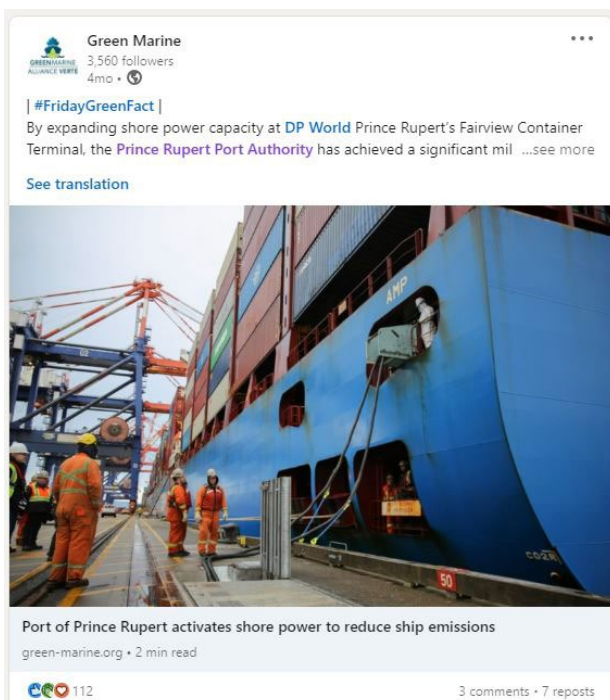 Green Marine
GREEN MARINE
ALLIANCE VERTE
3,560 followers
4mo •
| #FridayGreenFact |
By expanding shore power capacity at DP World Prince Rupert's Fairview Container
Terminal, the Prince Rupert Port Authority has achieved a significant mil ...see more
See translation
AMP
50
Port of Prince Rupert activates shore power to reduce ship emissions
green-marine.org • 2 min read
112
3 comments • 7 reposts